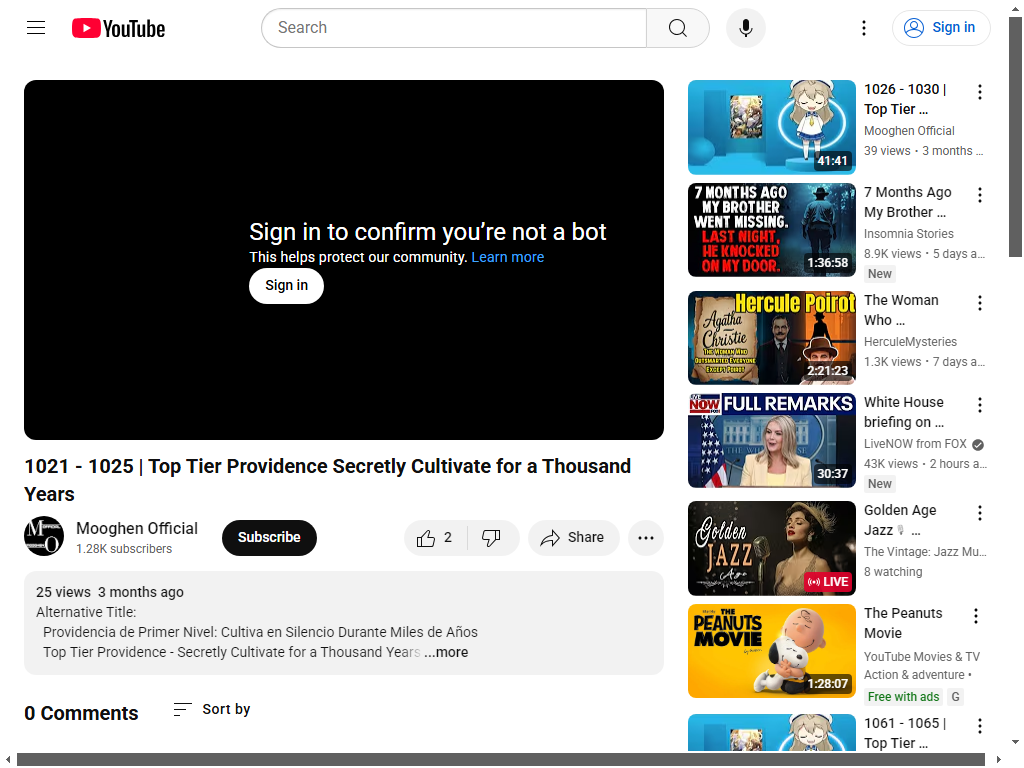 YouTube
Search
Sign in
Sign in to confirm you're not a bot
This helps protect our community. Learn more
Sign in
1021 - 1025 | Top Tier Providence Secretly Cultivate for a Thousand
Years
Mooghen Official
1.28K subscribers
Subscribe
2
Share
25 views  3 months ago
Alternative Title:
Providencia de Primer Nivel: Cultiva en Silencio Durante Miles de Años
Top Tier Providence - Secretly Cultivate for a Thousand Years ...more
0 Comments
Sort by
41:41
1026 - 1030 |
Top Tier ...
Mooghen Official
39 views • 3 months ...
7 MONTHS AGO
MY BROTHER
WENT MISSING.
LAST NIGHT,
HE KNOCKED
ON MY DOOR.
1:36:58
7 Months Ago
My Brother ...
Insomnia Stories
8.9K views • 5 days a...
New
Hercule Poirot
Agatha
Christie
THE WOMAN WHO
OUTSMARTED EVERYONE
EXCEPT POIROT
2:21:23
The Woman
Who ...
HerculeMysteries
1.3K views • 7 days a...
LIVE
NOW
FOX
FULL REMARKS
30:37
White House
briefing on ...
LiveNOW from FOX
43K views • 2 hours a...
New
Golden
JAZZ
Age
LIVE
Golden Age
Jazz 🎙 ...
The Vintage: Jazz Mu...
8 watching
THE
PEANUTS
MOVIE
1:28:07
The Peanuts
Movie
YouTube Movies & TV
Action & adventure •
Free with ads
G
1061 - 1065 |
Top Tier ...